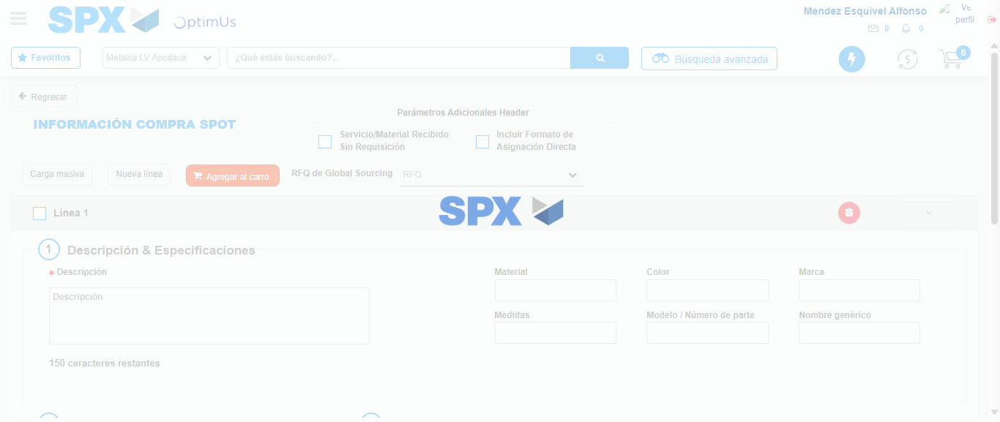 SPX
OptimUs
Mendez Esquivel Alfonso
Ve
perfil
0
0
Favoritos
Metalsa LV Apodaca
¿Qué estás buscando?...
Búsqueda avanzada
6
Regresar
INFORMACIÓN COMPRA SPOT
Parámetros Adicionales Header
Servicio/Material Recibido
Sin Requisición
Incluir Formato de
Asignación Directa
Carga masiva
Nueva línea
Agregar al carro
RFQ de Global Sourcing
RFQ
SPX
Linea 1
1
Descripción & Especificaciones
* Descripción
Descripción
150 caracteres restantes
Material
Color
Marca
Medidas
Modelo / Número de parte
Nombre genérico